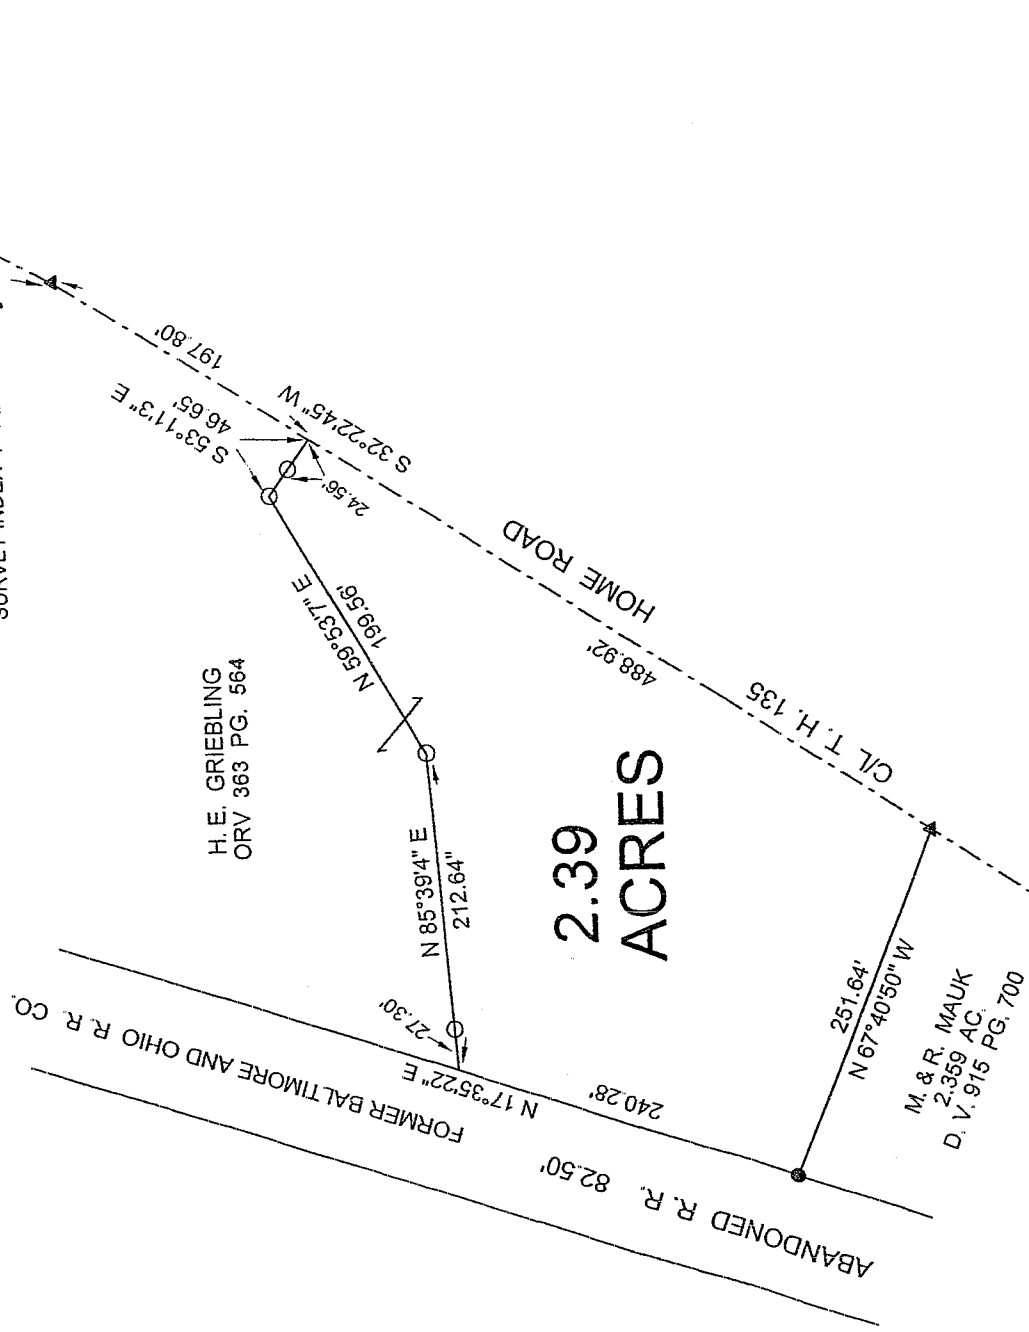 197.80'
S 53°11'3" E
46.65'
S 32°22'45" W
24.56'
HOME ROAD
N 59°53'7" E
199.56'
H. E. GRIEBLING
ORV 363 PG. 564
488.92'
C/L T. H. 135
N 85°39'4" E
212.64"
2.39
ACRES
27.30'
FORMER BALTIMORE AND OHIO R. R. CO.
N 17°35'22" E
240.28'
251.64'
N 67°40'50" W
M. & R. MAUK
2.359 AC.
D. V. 915 PG. 700
ABANDONED R. R. 82.50'